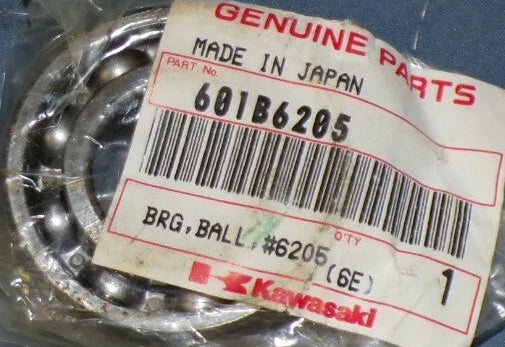 GENUINE PARTS
MADE IN JAPAN
PART. No.
601B6205
BRG,BALL,#6205
Q'TY
(6E) 1
Kawasaki